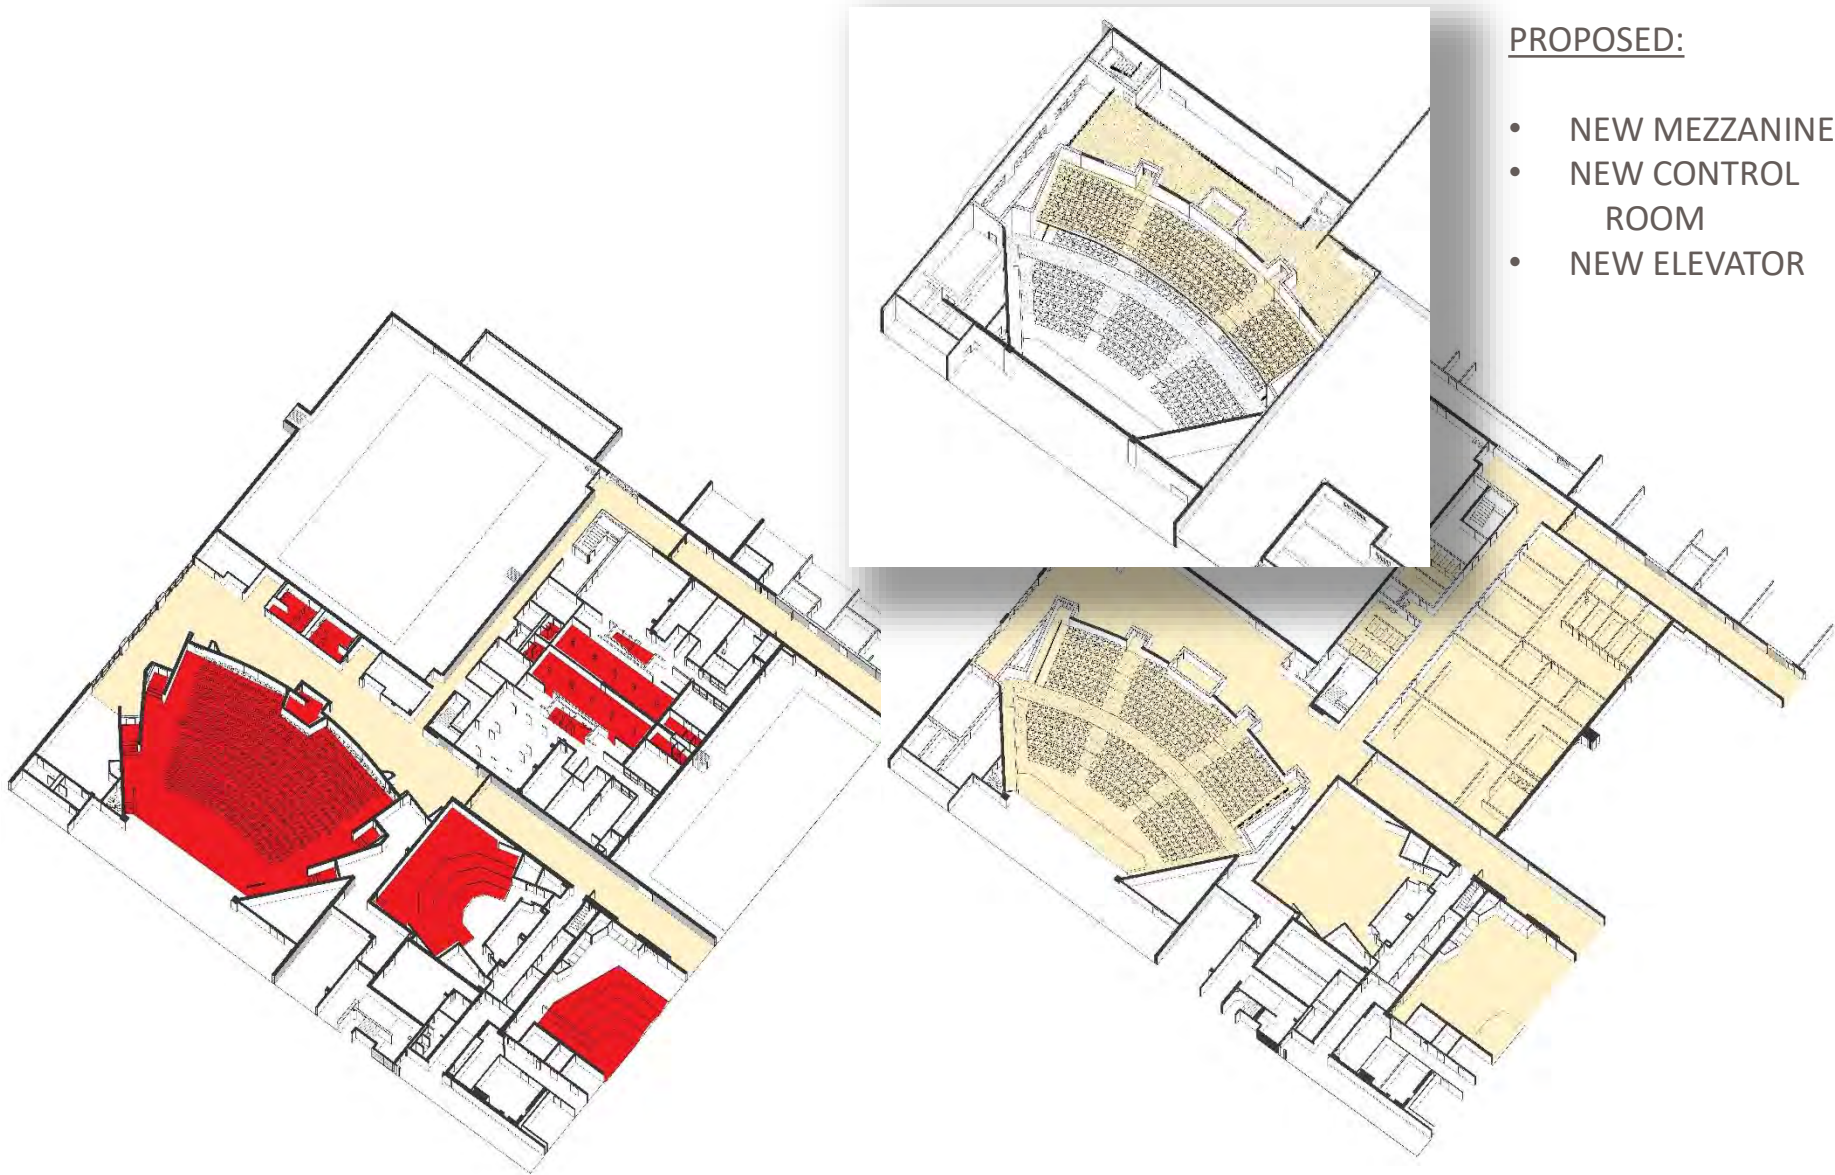 PROPOSED:
• NEW MEZZANINE
• NEW CONTROL
ROOM
• NEW ELEVATOR